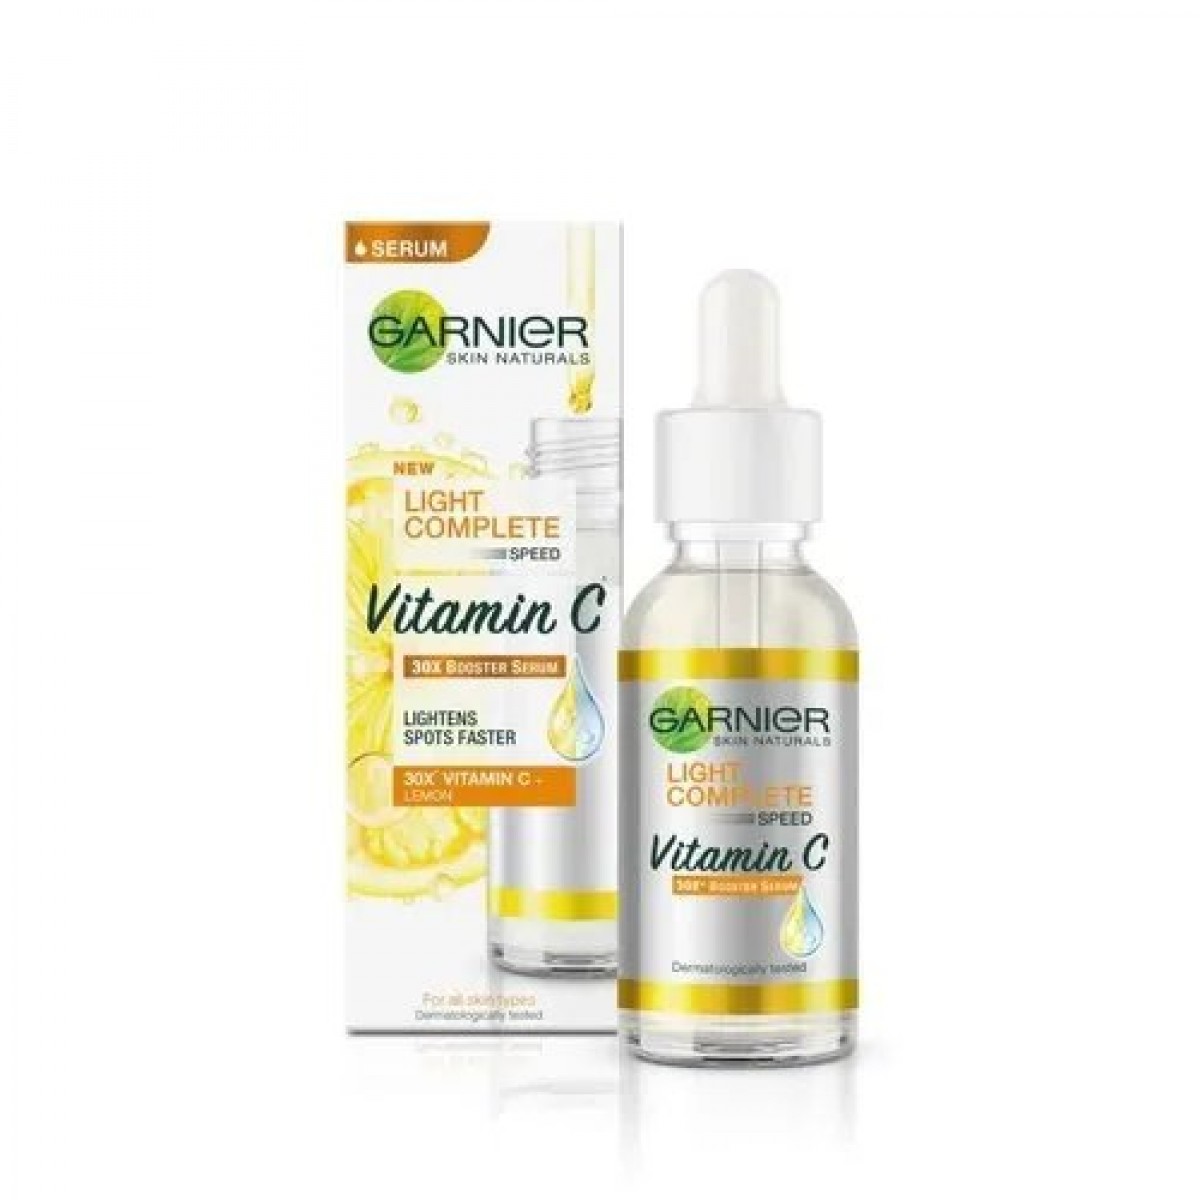 SERUM
GARNIER
SKIN NATURALS
NEW
LIGHT
COMPLETE
SPEED
Vitamin C*
30X BOOSTER SERUM
LIGHTENS
SPOTS FASTER
30X* VITAMIN C -
LEMON
For all skin types
Dermatologically tested
GARNIER
SKIN NATURALS
LIGHT
COMPLETE
SPEED
Vitamin C
30X* BOOSTER SERUM
Dermatologically tested